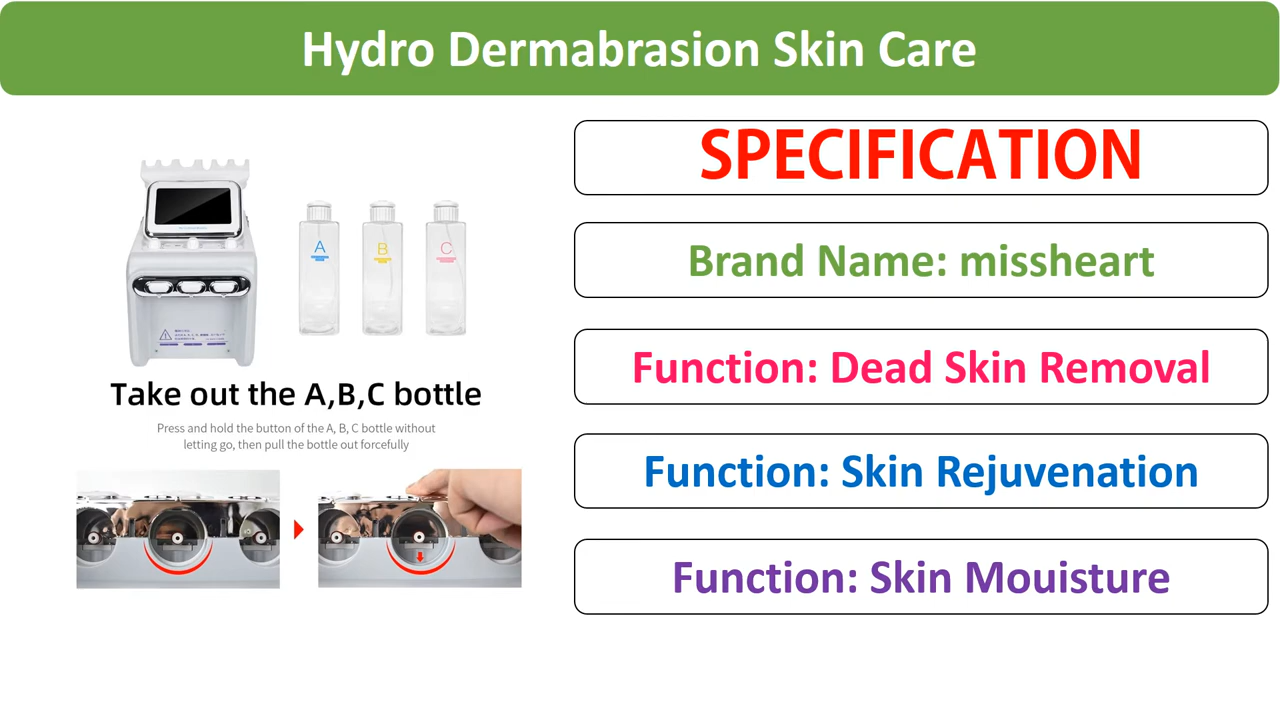 Hydro Dermabrasion Skin Care
SPECIFICATION
Brand Name: missheart
Function: Dead Skin Removal
Function: Skin Rejuvenation
Function: Skin Mouisture
A
B
C
Take out the A,B,C bottle
Press and hold the button of the A, B, C bottle without
letting go, then pull the bottle out forcefully